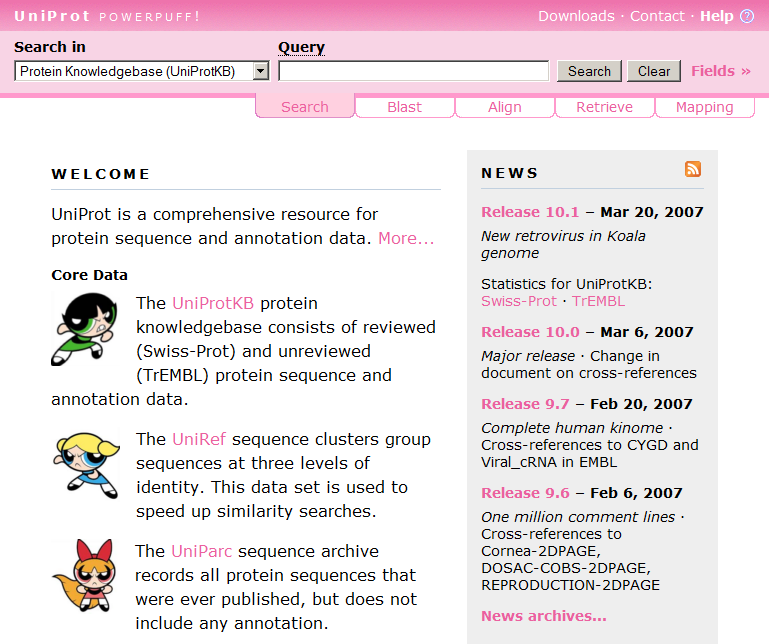 UniProt POWERPUFF!
Downloads · Contact · Help ?
Search in
Query
Protein Knowledgebase (UniProtKB)
Search
Clear
Fields »
Search
Blast
Align
Retrieve
Mapping
WELCOME
UniProt is a comprehensive resource for
protein sequence and annotation data. More...
Core Data
The UniProtKB protein
knowledgebase consists of reviewed
(Swiss-Prot) and unreviewed
(TrEMBL) protein sequence and
annotation data.
The UniRef sequence clusters group
sequences at three levels of
identity. This data set is used to
speed up similarity searches.
The UniParc sequence archive
records all protein sequences that
were ever published, but does not
include any annotation.
NEWS
Release 10.1 – Mar 20, 2007
New retrovirus in Koala
genome
Statistics for UniProtKB:
Swiss-Prot · TrEMBL
Release 10.0 – Mar 6, 2007
Major release · Change in
document on cross-references
Release 9.7 – Feb 20, 2007
Complete human kinome ·
Cross-references to CYGD and
Viral_cRNA in EMBL
Release 9.6 – Feb 6, 2007
One million comment lines ·
Cross-references to
Cornea-2DPAGE,
DOSAC-COBS-2DPAGE,
REPRODUCTION-2DPAGE
News archives...